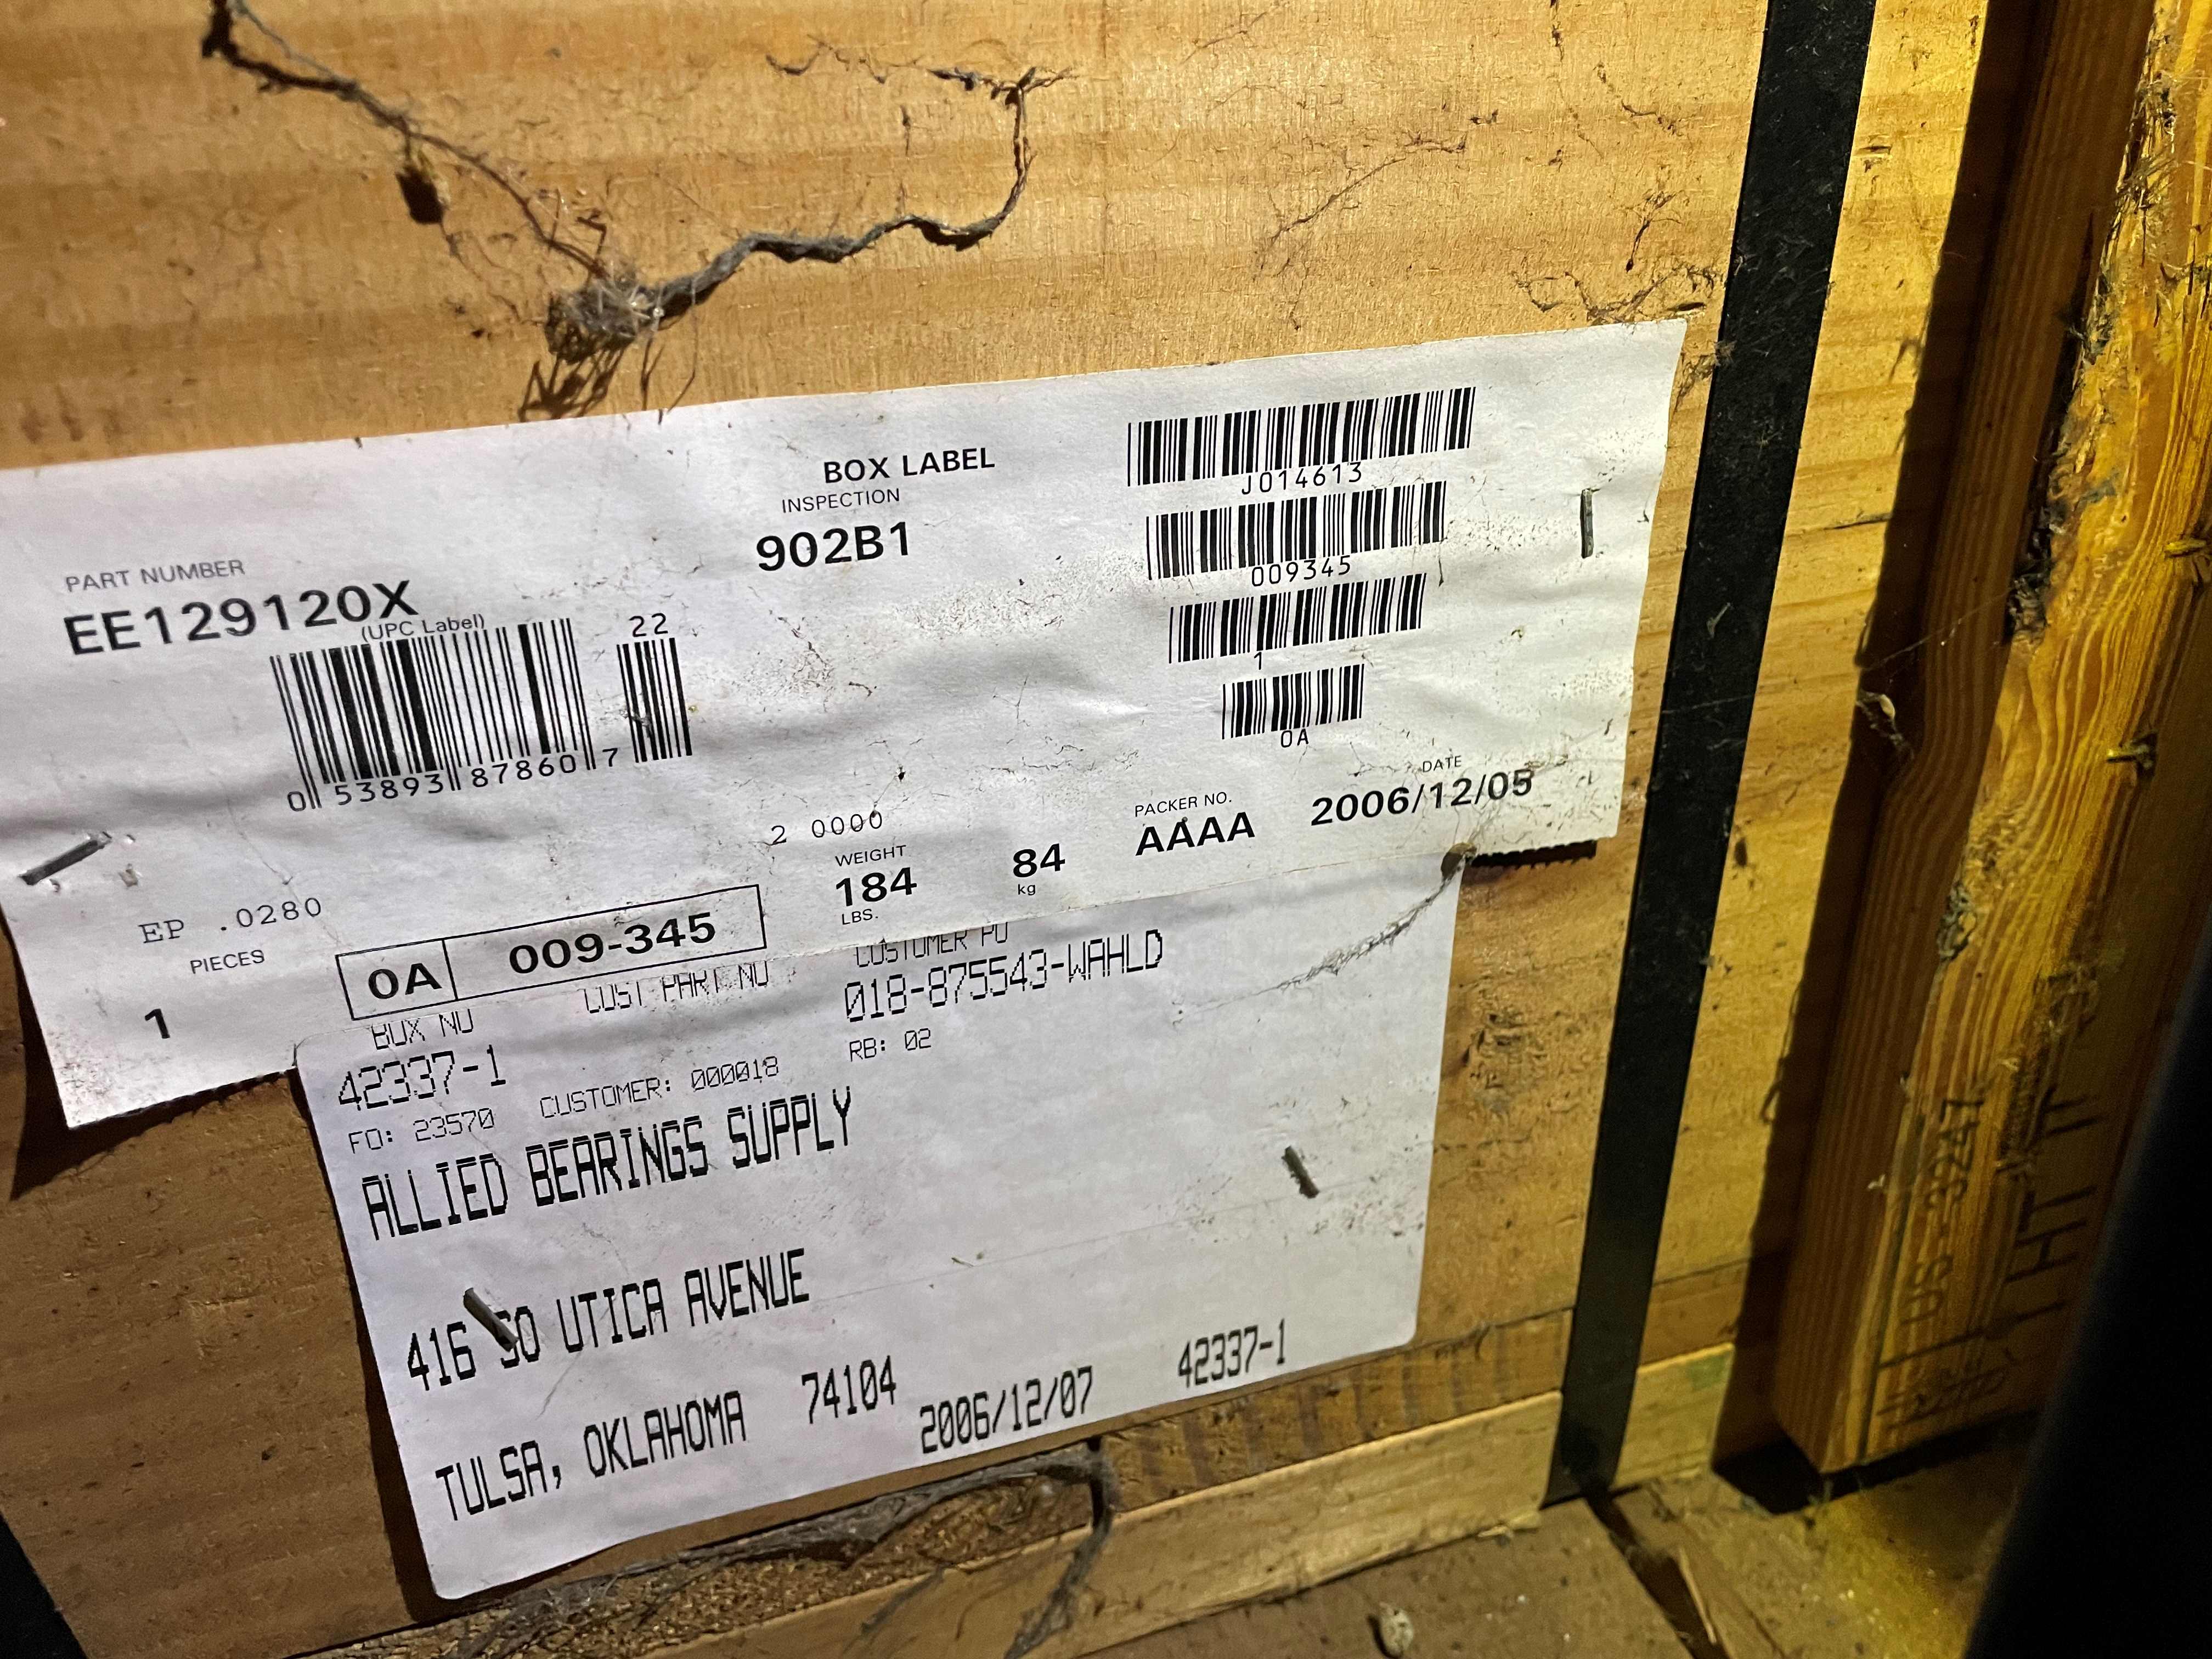 BOX LABEL
INSPECTION
902B1
J014613
009345
1
0A
PART NUMBER
EE129120X
(UPC Label)
22
0 53893 87860 7
2 0000
WEIGHT
184
LBS.
84
kg
PACKER NO.
AAAA
DATE
2006/12/05
EP .0280
PIECES
1
0A 009-345
BOX NO
CUST PART NO
CUSTOMER PO
42337-1
018-875543-WAHLD
FO: 23570 CUSTOMER: 000018 RB: 02
ALLIED BEARINGS SUPPLY
416 SO UTICA AVENUE
TULSA, OKLAHOMA 74104
2006/12/07 42337-1
US-3247
HT